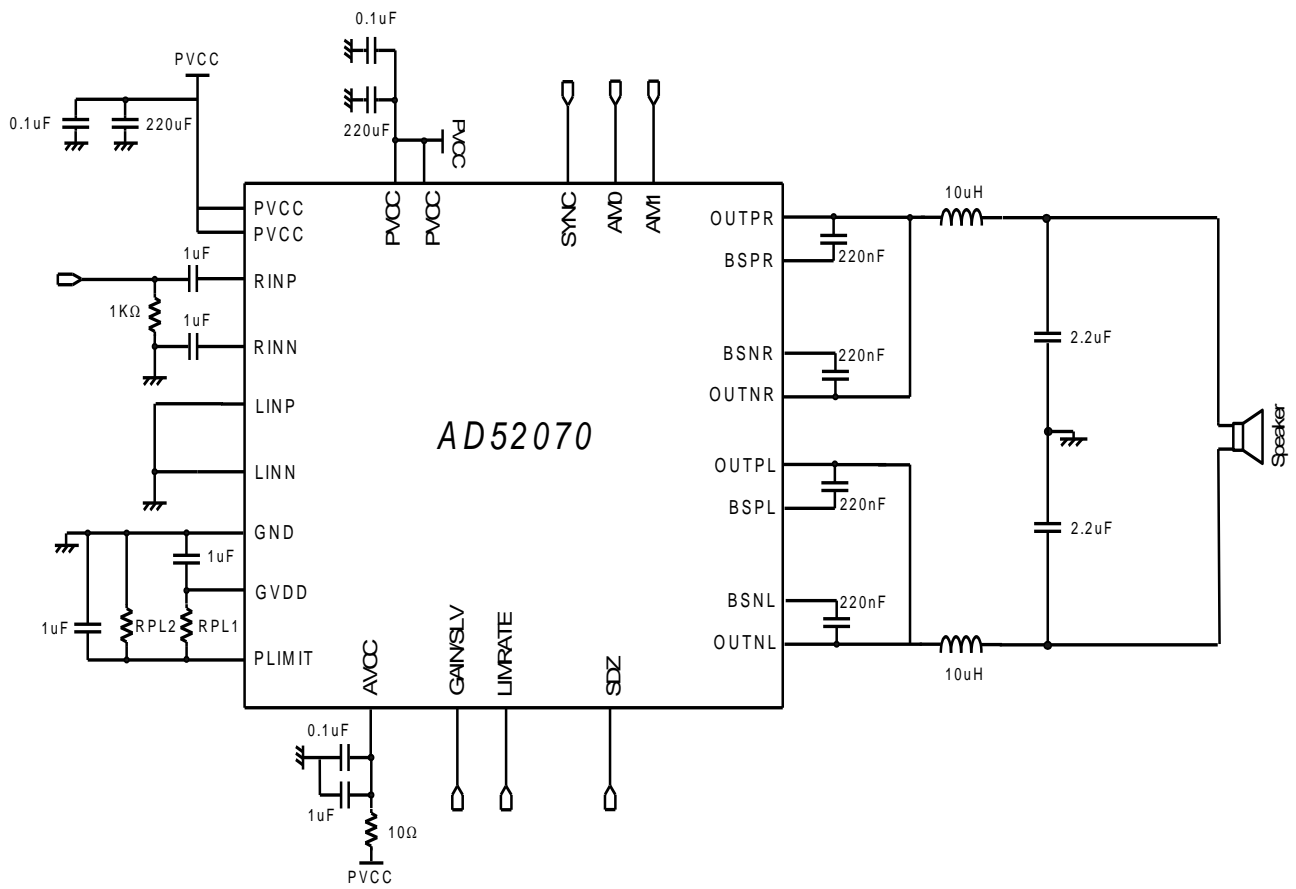 0.1uF
PVCC
0.1uF
220uF
220uF
PVCC
PVCC
PVCC
SYNC
AM0
AM1
PVCC
PVCC
1uF
RINP
1KΩ
1uF
RINN
LINP
LINN
GND
1uF
GVDD
1uF
RPL2
RPL1
PLIMIT
AD52070
OUTPR
10uH
220nF
BSPR
2.2uF
BSNR
220nF
OUTNR
Speaker
OUTPL
BSPL
220nF
2.2uF
BSNL
220nF
OUTNL
10uH
AVCC
GAIN/SLV
LIMRATE
SDZ
0.1uF
1uF
10Ω
PVCC